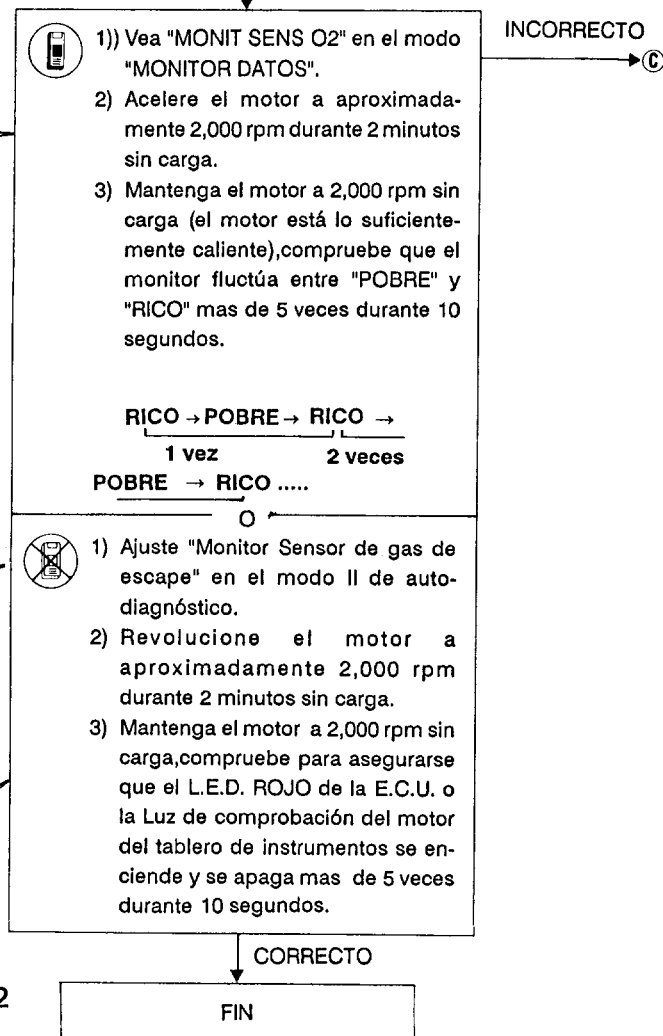 INCORRECTO
C
1)) Vea "MONIT SENS O2" en el modo
"MONITOR DATOS".
2) Acelere el motor a aproximada-
mente 2,000 rpm durante 2 minutos
sin carga.
3) Mantenga el motor a 2,000 rpm sin
carga (el motor está lo suficiente-
mente caliente),compruebe que el
monitor fluctúa entre "POBRE" y
"RICO" mas de 5 veces durante 10
segundos.
RICO → POBRE → RICO →
1 vez 2 veces
POBRE → RICO .....
O
1) Ajuste "Monitor Sensor de gas de
escape" en el modo II de auto-
diagnóstico.
2) Revolucione el motor a
aproximadamente 2,000 rpm
durante 2 minutos sin carga.
3) Mantenga el motor a 2,000 rpm sin
carga,compruebe para asegurarse
que el L.E.D. ROJO de la E.C.U. o
la Luz de comprobación del motor
del tablero de instrumentos se en-
ciende y se apaga mas de 5 veces
durante 10 segundos.
CORRECTO
2
FIN